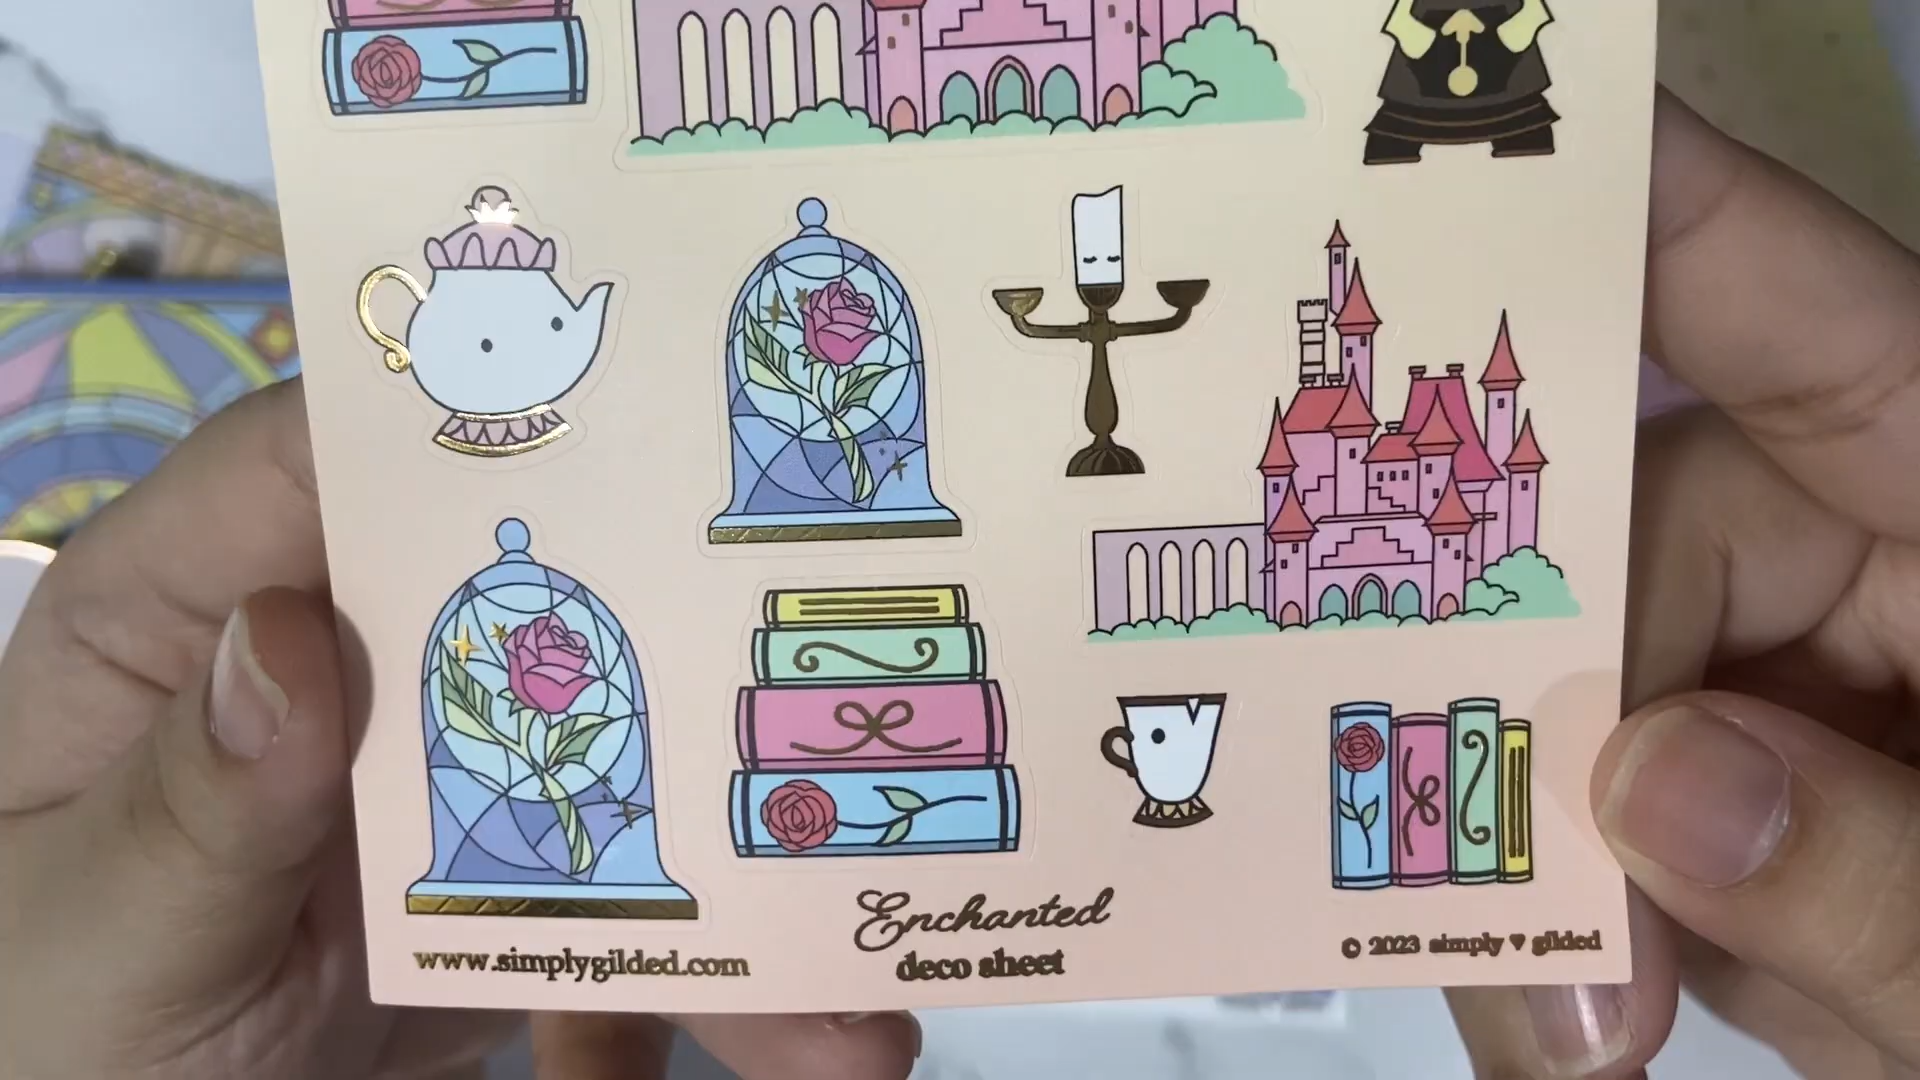 Enchanted
deco sheet
www.simplygilded.com
© 2023 simply ♥ gilded